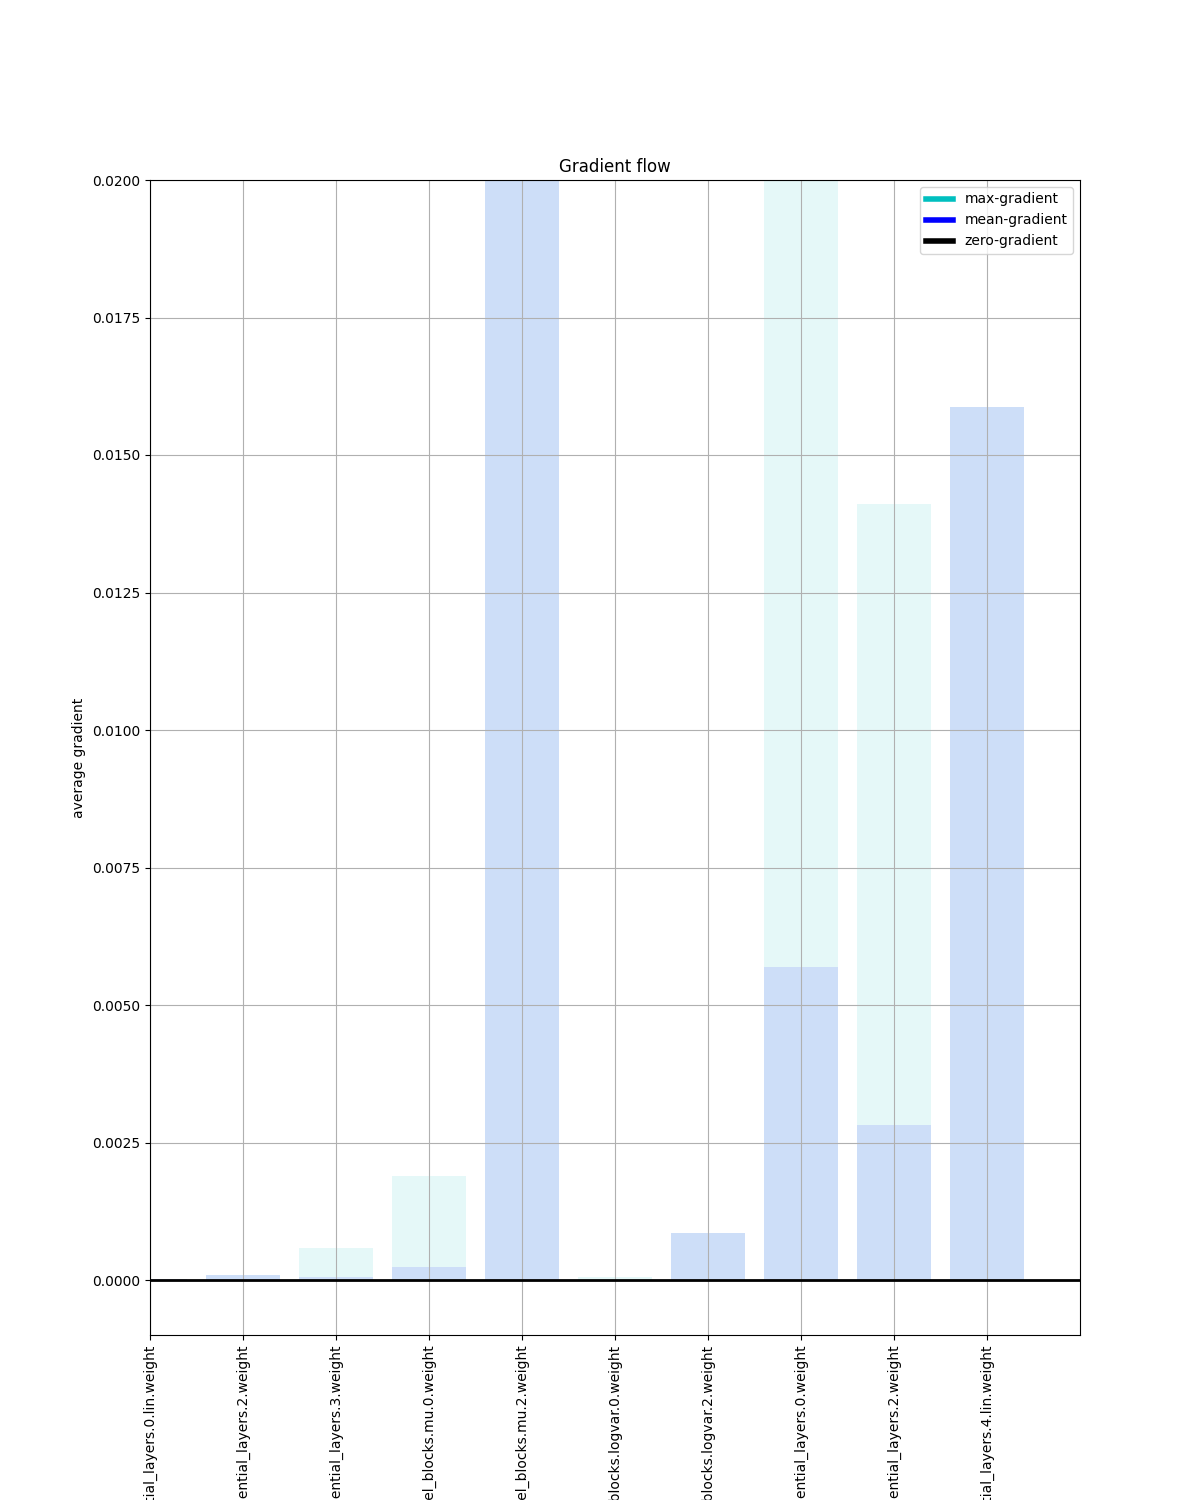 Gradient flow
max-gradient
mean-gradient
zero-gradient
0.0200
0.0175
0.0150
0.0125
0.0100
0.0075
0.0050
0.0025
0.0000
average gradient
tial_layers.0.lin.weight
ential_layers.2.weight
ential_layers.3.weight
el_blocks.mu.0.weight
el_blocks.mu.2.weight
blocks.logvar.0.weight
blocks.logvar.2.weight
ential_layers.0.weight
ential_layers.2.weight
tial_layers.4.lin.weight